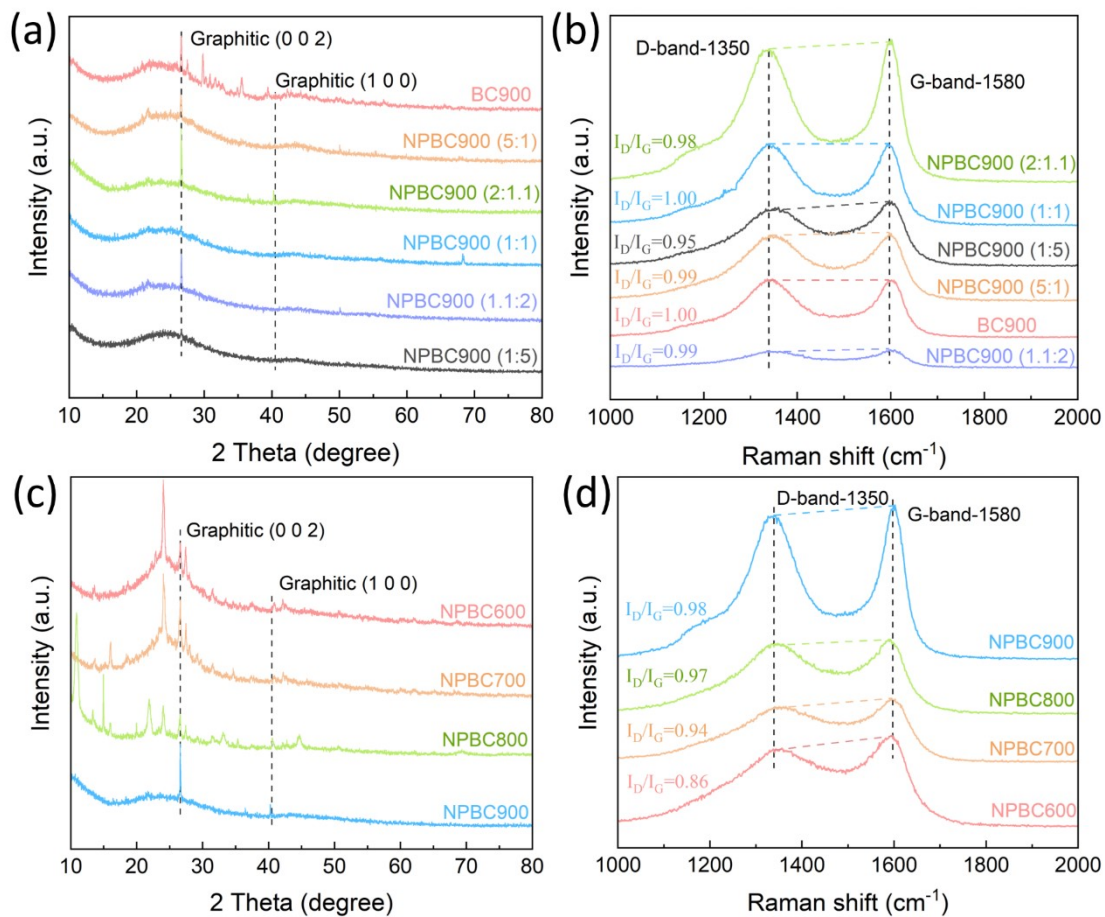 (a)
Graphitic (0 0 2)
Graphitic (1 0 0)
BC900
NPBC900 (5:1)
NPBC900 (2:1.1)
NPBC900 (1:1)
NPBC900 (1.1:2)
NPBC900 (1:5)
Intensity (a.u.)
10 20 30 40 50 60 70 80
2 Theta (degree)
(b)
D-band-1350
G-band-1580
I_D/I_G=0.98
NPBC900 (2:1.1)
I_D/I_G=1.00
NPBC900 (1:1)
I_D/I_G=0.95
NPBC900 (1:5)
I_D/I_G=0.99
NPBC900 (5:1)
I_D/I_G=1.00
BC900
I_D/I_G=0.99
NPBC900 (1.1:2)
Intensity (a.u.)
1000 1200 1400 1600 1800 2000
Raman shift (cm⁻¹)
(c)
Graphitic (0 0 2)
Graphitic (1 0 0)
NPBC600
NPBC700
NPBC800
NPBC900
Intensity (a.u.)
10 20 30 40 50 60 70 80
2 Theta (degree)
(d)
D-band-1350
G-band-1580
I_D/I_G=0.98
NPBC900
I_D/I_G=0.97
NPBC800
I_D/I_G=0.94
NPBC700
I_D/I_G=0.86
NPBC600
Intensity (a.u.)
1000 1200 1400 1600 1800 2000
Raman shift (cm⁻¹)